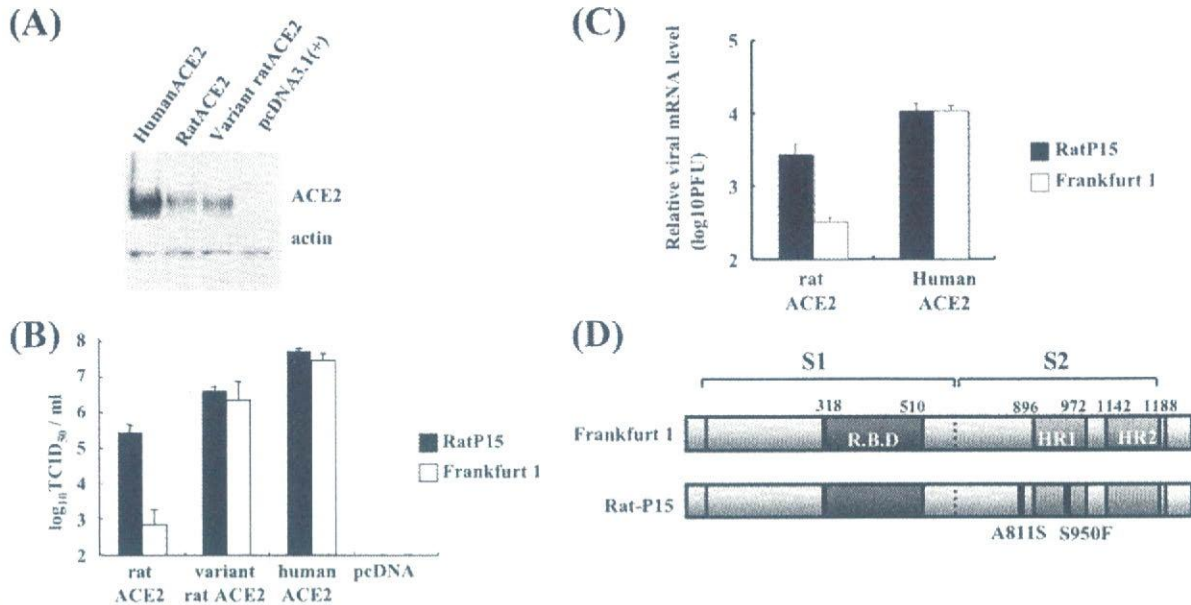 (A)
HumanACE2
RatACE2
Variant ratACE2
pcDNA3.1(+)
ACE2
actin
(B)
8
7
6
5
4
3
2
log10TCID50 / ml
rat
ACE2
variant
rat ACE2
human
ACE2
pcDNA
RatP15
Frankfurt 1
(C)
5
4
3
2
Relative viral mRNA level
(log10PFU)
rat
ACE2
Human
ACE2
RatP15
Frankfurt 1
(D)
S1 S2
318 510 896 972 1142 1188
Frankfurt 1 R.B.D HR1 HR2
Rat-P15
A811S S950F